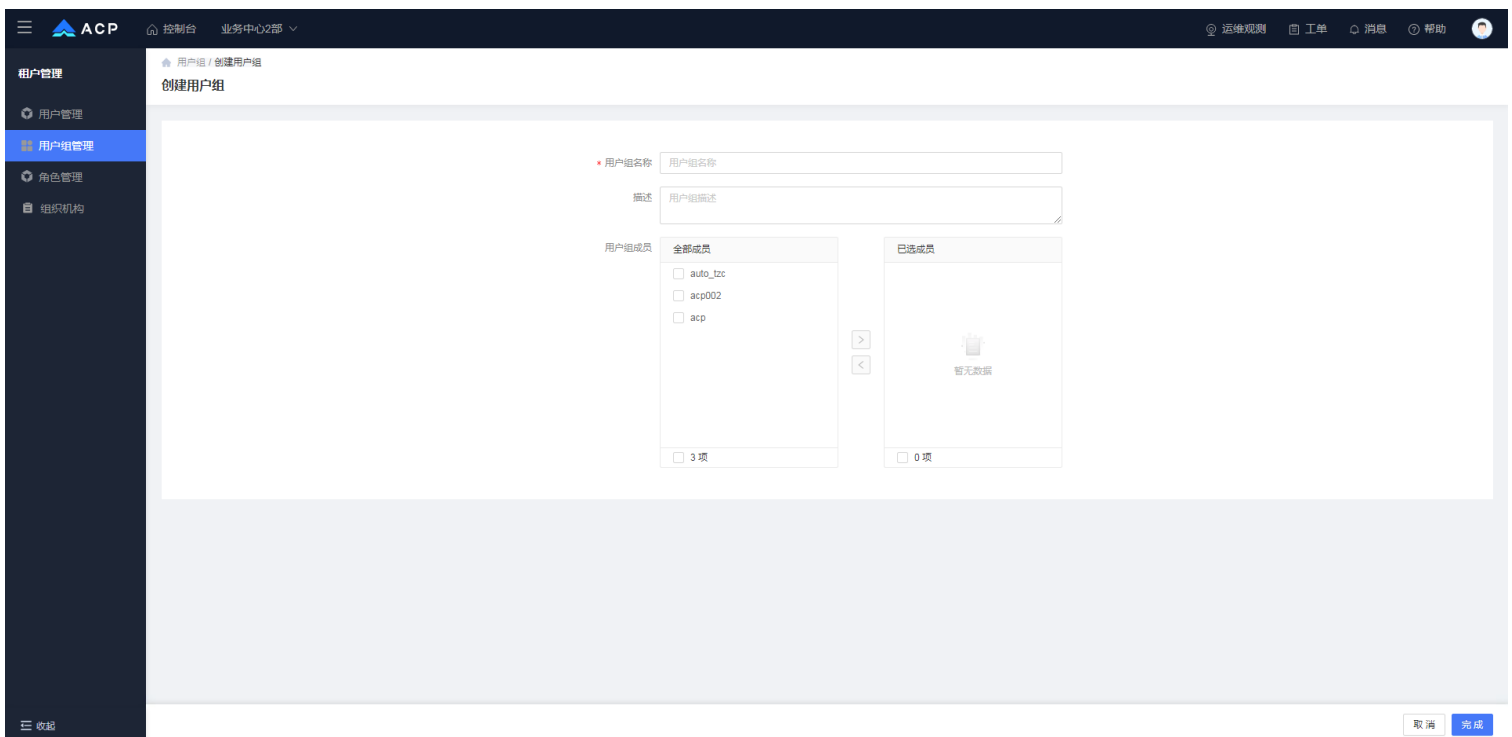 ACP 控制台 业务中心2部 运维观测 工单 消息 帮助
租户管理
用户管理
用户组管理
角色管理
组织机构
收起
用户组 / 创建用户组
创建用户组
* 用户组名称 用户组名称
描述 用户组描述
用户组成员 全部成员 已选成员
auto_tzc
acp002
acp
> 
<
暂无数据
3 项 0 项
取 消 完 成